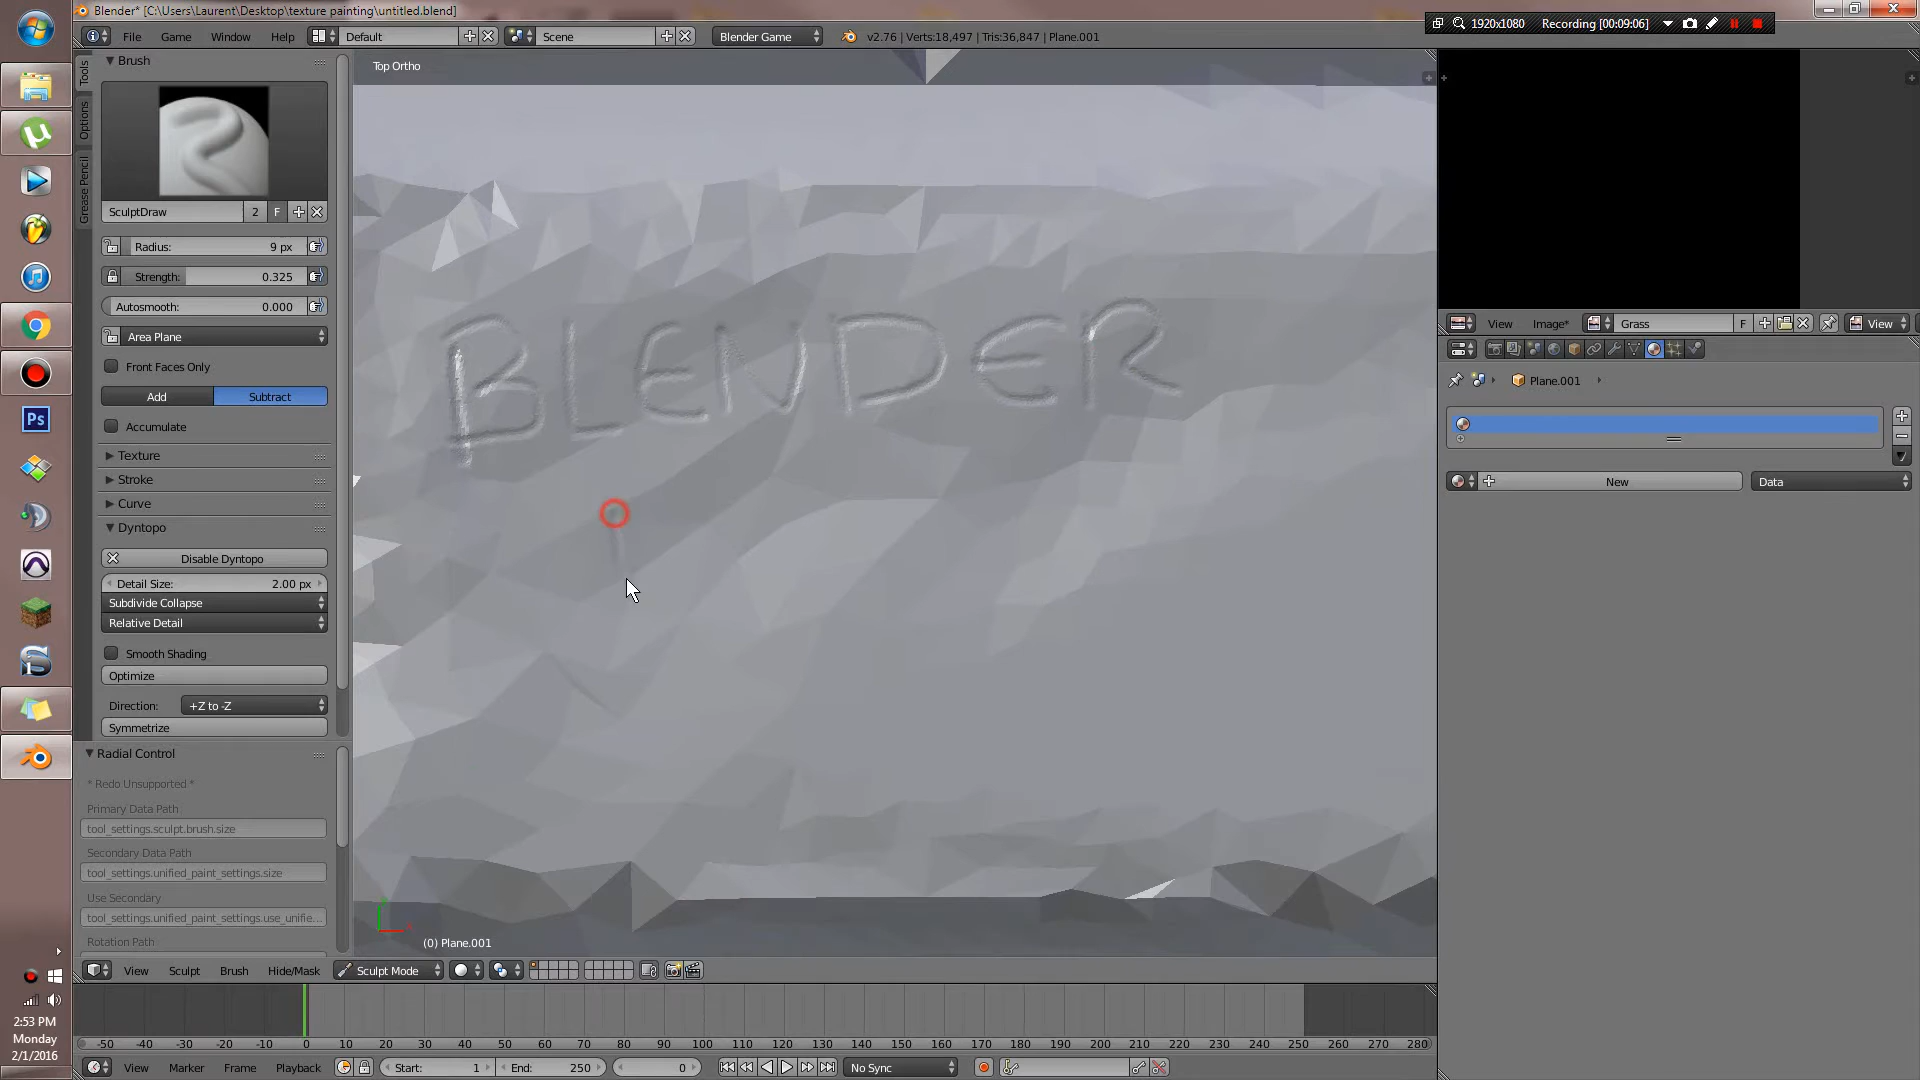 Blender* [C:\Users\Laurent\Desktop\texture painting\untitled.blend]
1920x1080 Recording [00:09:06]
File Game Window Help Default Scene Blender Game v2.76 | Verts:18,497 | Tris:36,847 | Plane.001
Tools
Options
Grease Pencil
Brush
SculptDraw 2 F
Radius: 9 px
Strength: 0.325
Autosmooth: 0.000
Area Plane
Front Faces Only
Add Subtract
Accumulate
Texture
Stroke
Curve
Dyntopo
Disable Dyntopo
Detail Size: 2.00 px
Subdivide Collapse
Relative Detail
Smooth Shading
Optimize
Direction: +Z to -Z
Symmetrize
Radial Control
* Redo Unsupported *
Primary Data Path
tool_settings.sculpt.brush.size
Secondary Data Path
tool_settings.unified_paint_settings.size
Use Secondary
tool_settings.unified_paint_settings.use_unifie...
Rotation Path
Top Ortho
BLENDER
(0) Plane.001
View Sculpt Brush Hide/Mask Sculpt Mode
View Image* Grass F View
Plane.001
New Data
Ps
-50 -40 -30 -20 -10 0 10 20 30 40 50 60 70 80 90 100 110 120 130 140 150 160 170 180 190 200 210 220 230 240 250 260 270 280
View Marker Frame Playback Start: 1 End: 250 0 No Sync
2:53 PM
Monday
2/1/2016